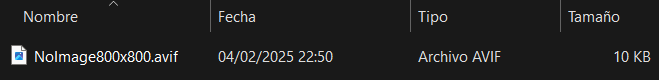 Nombre Fecha Tipo Tamaño
NoImage800x800.avif 04/02/2025 22:50 Archivo AVIF 10 KB